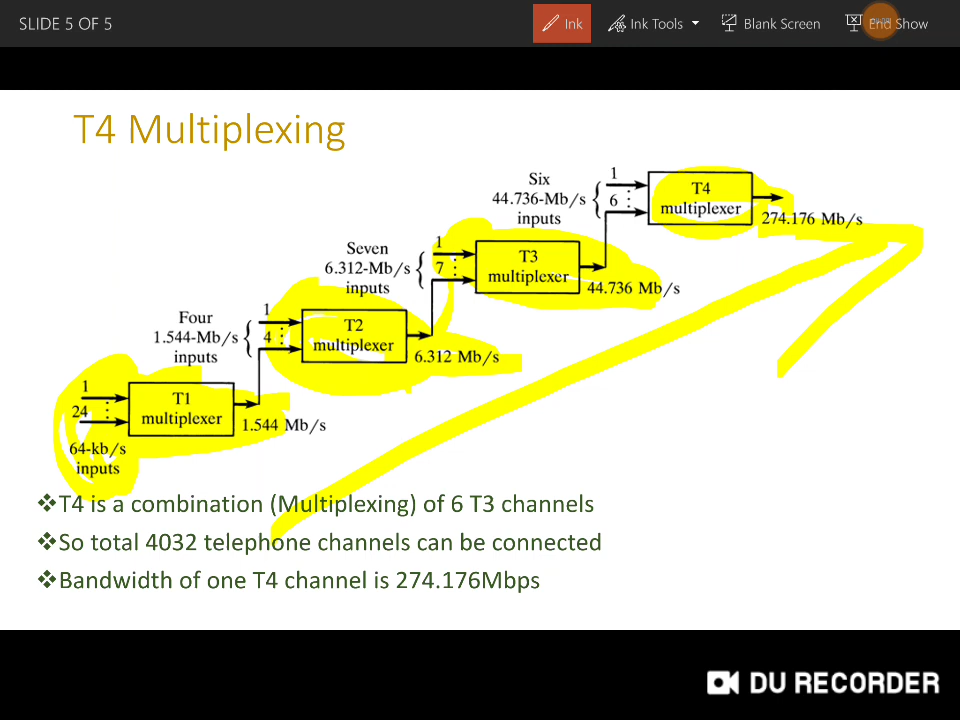 SLIDE 5 OF 5
Ink
Ink Tools
Blank Screen
End Show
T4 Multiplexing
Six
44.736-Mb/s
inputs
1
6
T4
multiplexer
274.176 Mb/s
Seven
6.312-Mb/s
inputs
1
7
T3
multiplexer
44.736 Mb/s
Four
1.544-Mb/s
inputs
1
4
T2
multiplexer
6.312 Mb/s
1
24
64-kb/s
inputs
T1
multiplexer
1.544 Mb/s
❖T4 is a combination (Multiplexing) of 6 T3 channels
❖So total 4032 telephone channels can be connected
❖Bandwidth of one T4 channel is 274.176Mbps
DU RECORDER